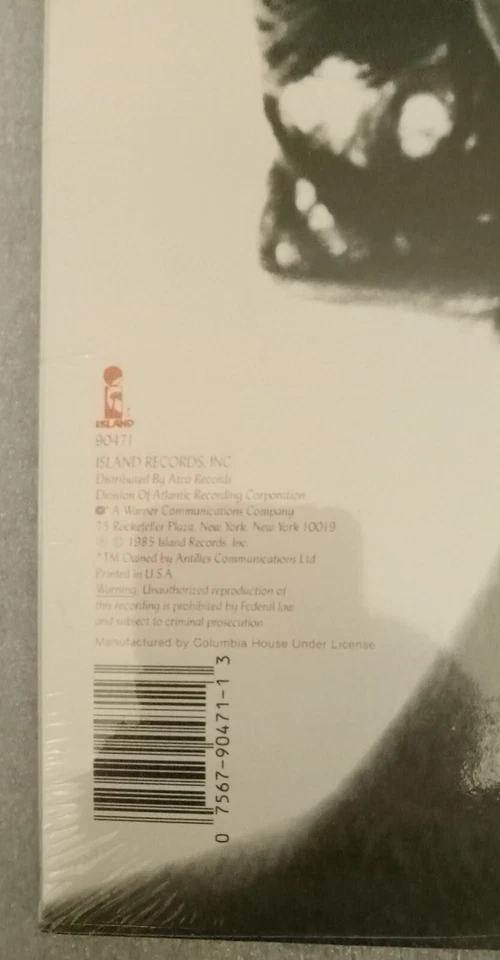 ISLAND
90471
ISLAND RECORDS, INC.
Distributed By Atco Records
Division Of Atlantic Recording Corporation
* A Warner Communications Company
75 Rockefeller Plaza, New York, New York 10019
℗ © 1985 Island Records, Inc.
*TM Owned by Antilles Communications Ltd
Printed in U.S.A.
Warning: Unauthorized reproduction of
this recording is prohibited by Federal law
and subject to criminal prosecution
Manufactured by Columbia House Under License
0 7567-90471-1 3